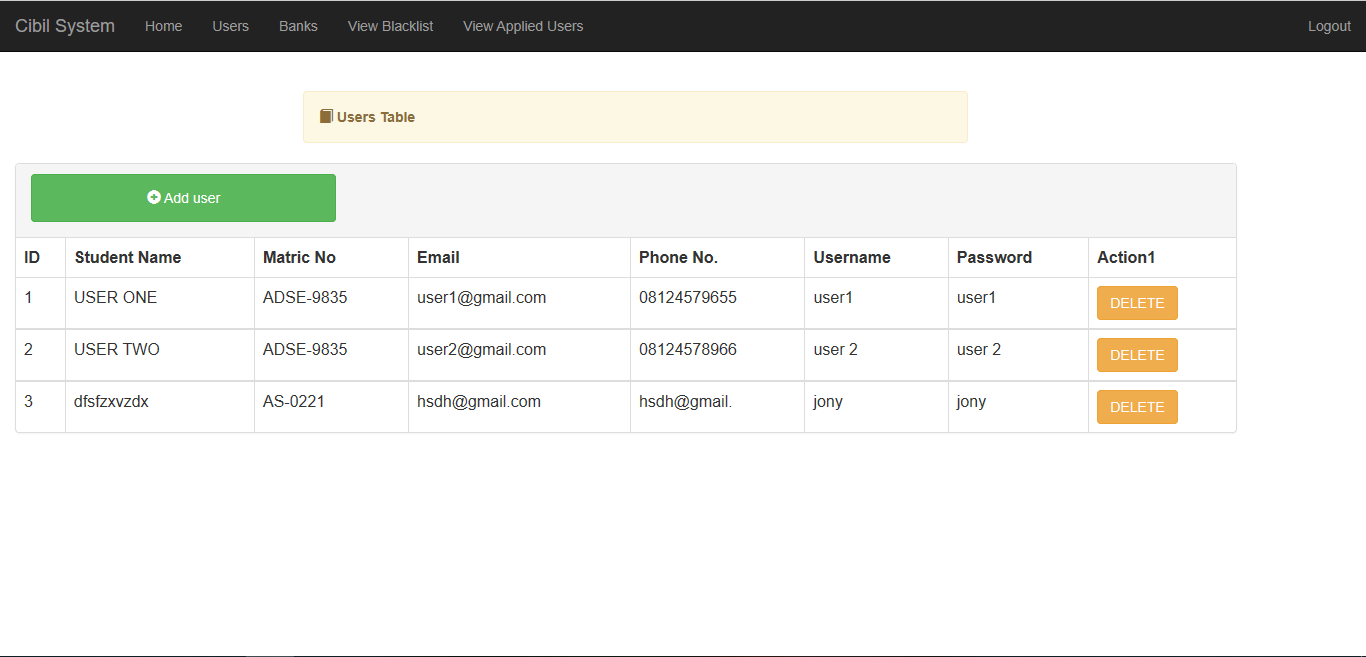 Cibil System Home Users Banks View Blacklist View Applied Users Logout
Users Table
Add user
ID Student Name Matric No Email Phone No. Username Password Action1
1 USER ONE ADSE-9835 user1@gmail.com 08124579655 user1 user1 DELETE
2 USER TWO ADSE-9835 user2@gmail.com 08124578966 user 2 user 2 DELETE
3 dfsfzxvzdx AS-0221 hsdh@gmail.com hsdh@gmail. jony jony DELETE